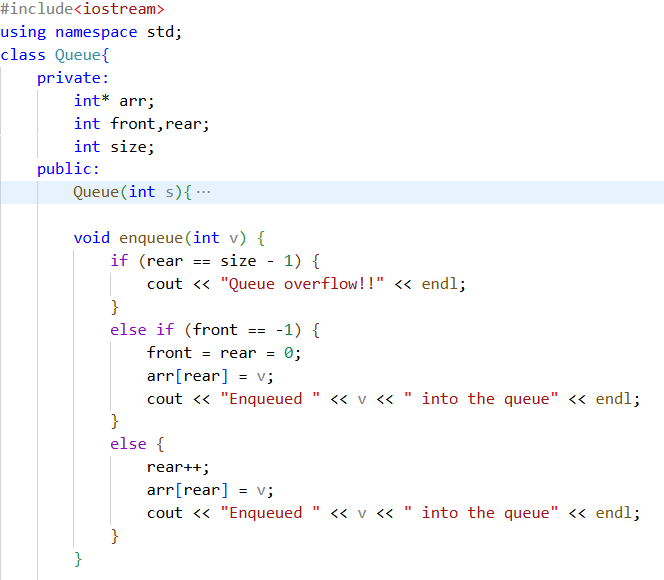 #include<iostream>
using namespace std;
class Queue{
    private:
        int* arr;
        int front,rear;
        int size;
    public:
        Queue(int s){ ···

        void enqueue(int v) {
            if (rear == size - 1) {
                cout << "Queue overflow!!" << endl;
            }
            else if (front == -1) {
                front = rear = 0;
                arr[rear] = v;
                cout << "Enqueued " << v << " into the queue" << endl;
            }
            else {
                rear++;
                arr[rear] = v;
                cout << "Enqueued " << v << " into the queue" << endl;
            }
        }